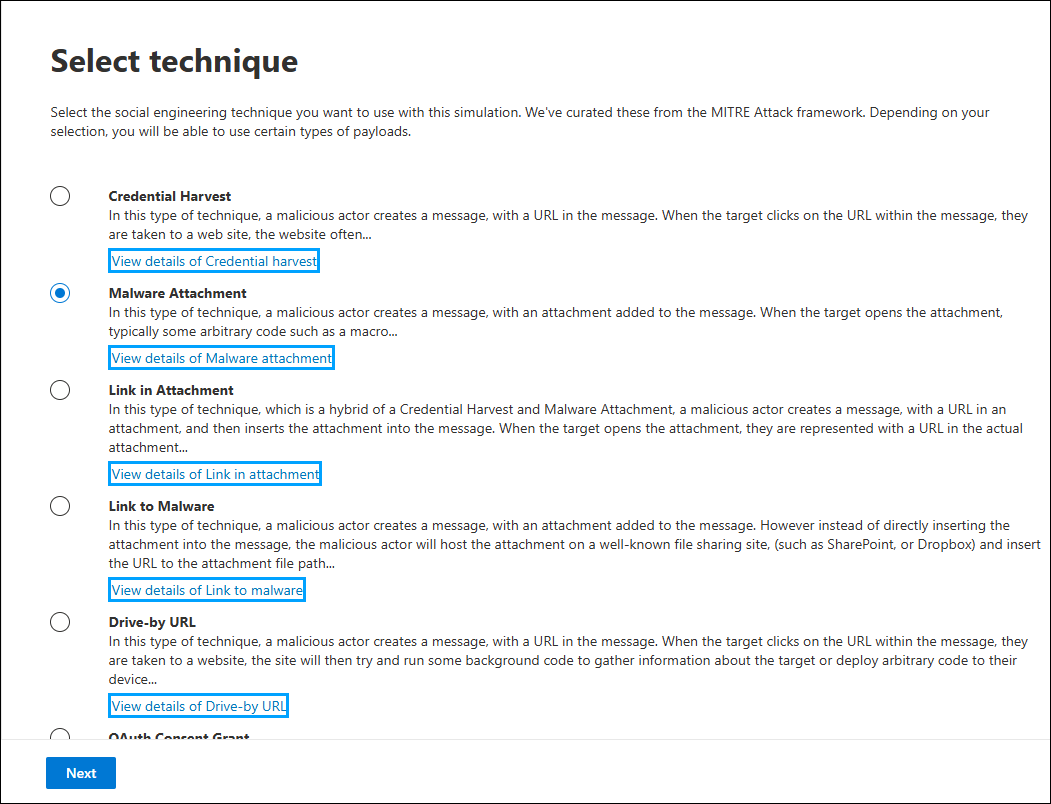 Select technique
Select the social engineering technique you want to use with this simulation. We've curated these from the MITRE Attack framework. Depending on your
selection, you will be able to use certain types of payloads.
Credential Harvest
In this type of technique, a malicious actor creates a message, with a URL in the message. When the target clicks on the URL within the message, they
are taken to a web site, the website often...
View details of Credential harvest
Malware Attachment
In this type of technique, a malicious actor creates a message, with an attachment added to the message. When the target opens the attachment,
typically some arbitrary code such as a macro...
View details of Malware attachment
Link in Attachment
In this type of technique, which is a hybrid of a Credential Harvest and Malware Attachment, a malicious actor creates a message, with a URL in an
attachment, and then inserts the attachment into the message. When the target opens the attachment, they are represented with a URL in the actual
attachment...
View details of Link in attachment
Link to Malware
In this type of technique, a malicious actor creates a message, with an attachment added to the message. However instead of directly inserting the
attachment into the message, the malicious actor will host the attachment on a well-known file sharing site, (such as SharePoint, or Dropbox) and insert
the URL to the attachment file path...
View details of Link to malware
Drive-by URL
In this type of technique, a malicious actor creates a message, with a URL in the message. When the target clicks on the URL within the message, they
are taken to a website, the site will then try and run some background code to gather information about the target or deploy arbitrary code to their
device...
View details of Drive-by URL
OAuth Consent Grant
Next